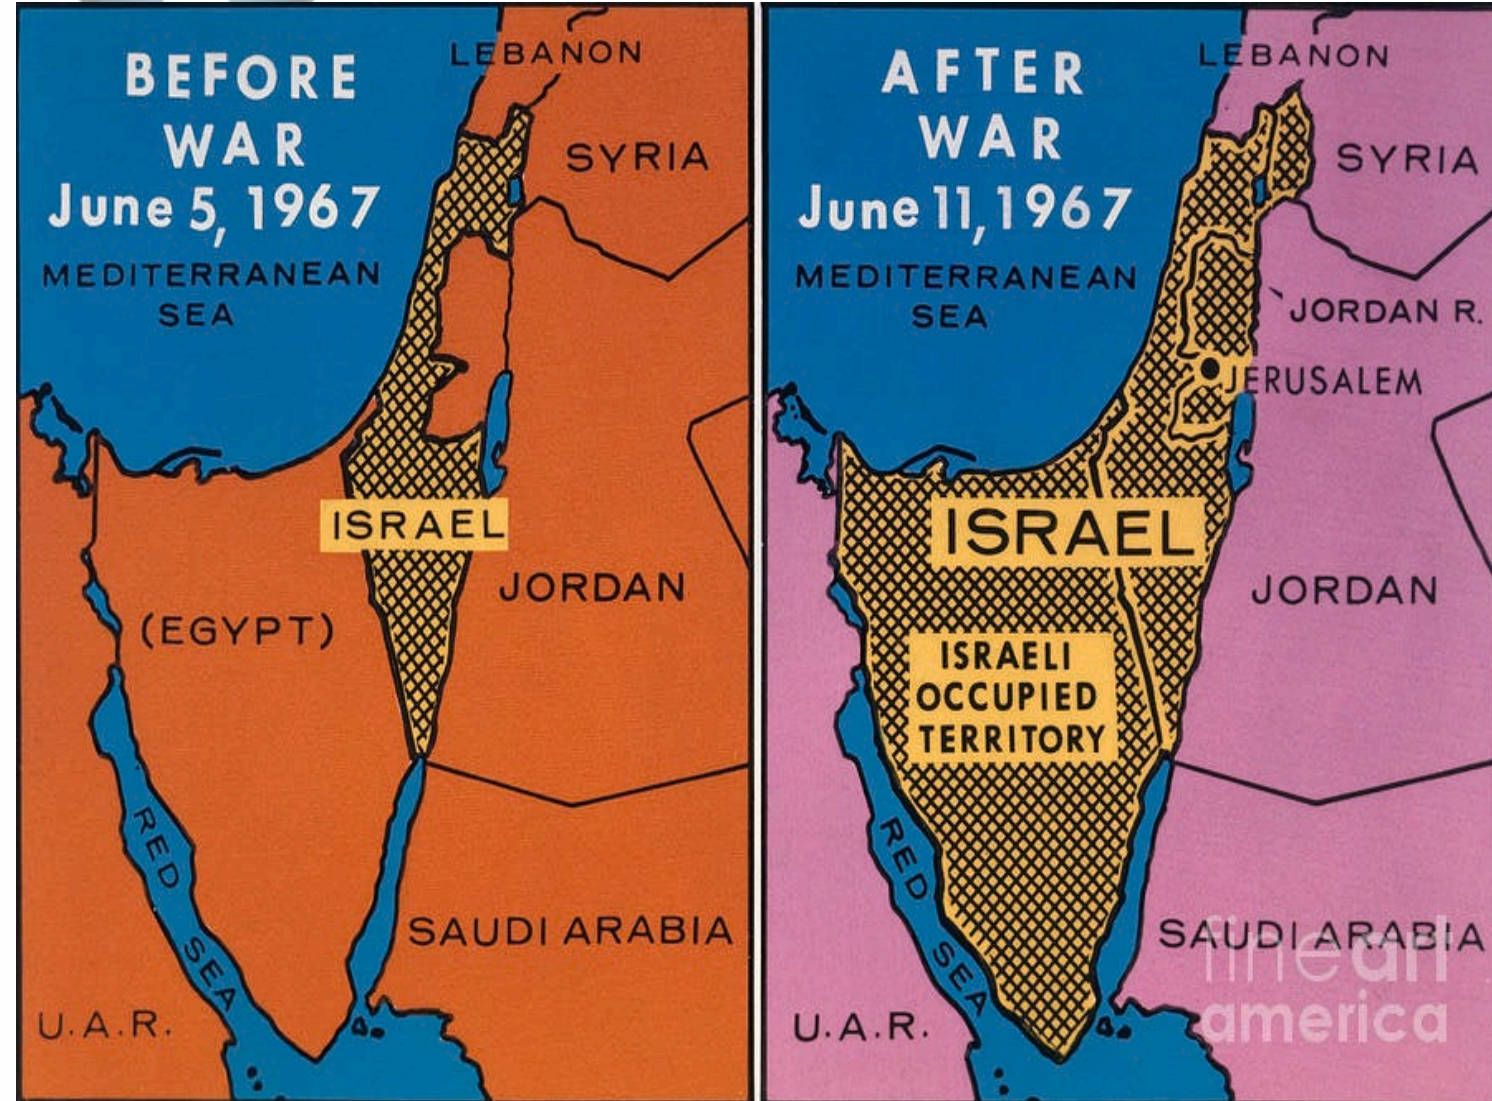 BEFORE
WAR
June 5, 1967
MEDITERRANEAN
SEA
LEBANON
SYRIA
ISRAEL
JORDAN
(EGYPT)
RED SEA
SAUDI ARABIA
U.A.R.
AFTER
WAR
June 11, 1967
MEDITERRANEAN
SEA
LEBANON
SYRIA
JORDAN R.
JERUSALEM
ISRAEL
JORDAN
ISRAELI
OCCUPIED
TERRITORY
RED SEA
SAUDI ARABIA
U.A.R.
fineart
america